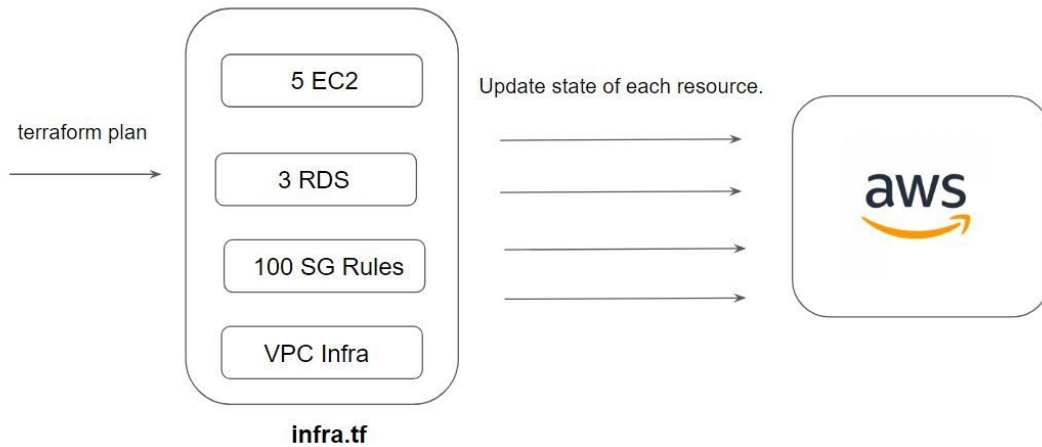 terraform plan
5 EC2
3 RDS
100 SG Rules
VPC Infra
infra.tf
Update state of each resource.
aws